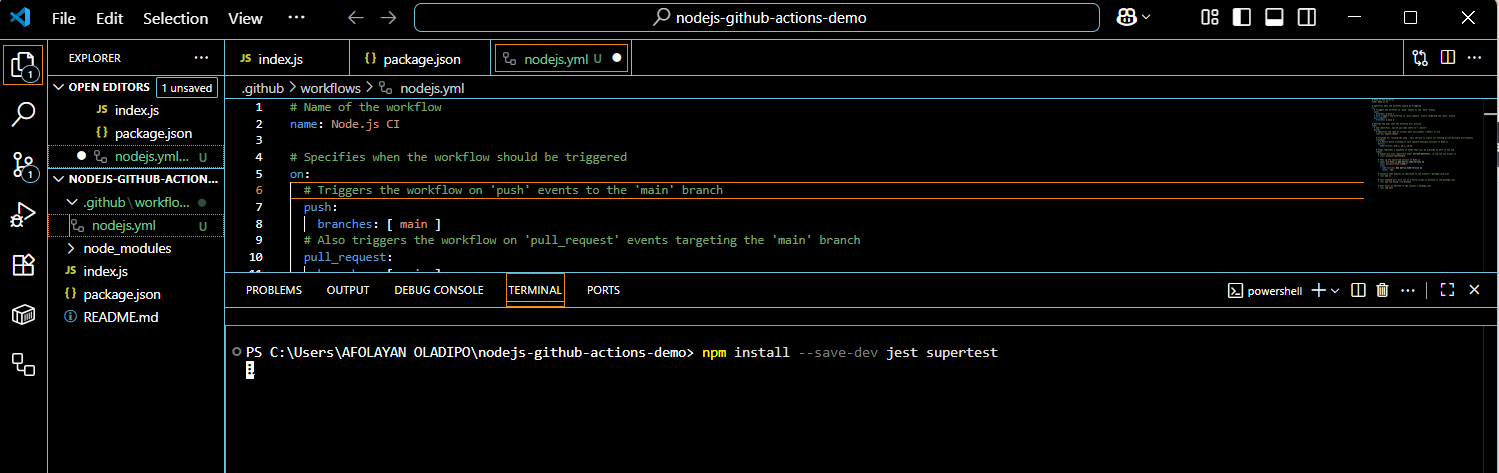 File Edit Selection View ··· nodejs-github-actions-demo
EXPLORER ···
OPEN EDITORS 1 unsaved
JS index.js
{} package.json
nodejs.yml... U
NODEJS-GITHUB-ACTION...
.github\workflo...
nodejs.yml U
node_modules
JS index.js
{} package.json
README.md
1
1
JS index.js {} package.json nodejs.yml U
.github > workflows > nodejs.yml
1 # Name of the workflow
2 name: Node.js CI
3
4 # Specifies when the workflow should be triggered
5 on:
6 # Triggers the workflow on 'push' events to the 'main' branch
7 push:
8 branches: [ main ]
9 # Also triggers the workflow on 'pull_request' events targeting the 'main' branch
10 pull_request:
PROBLEMS OUTPUT DEBUG CONSOLE TERMINAL PORTS powershell
PS C:\Users\AFOLAYAN OLADIPO\nodejs-github-actions-demo> npm install --save-dev jest supertest